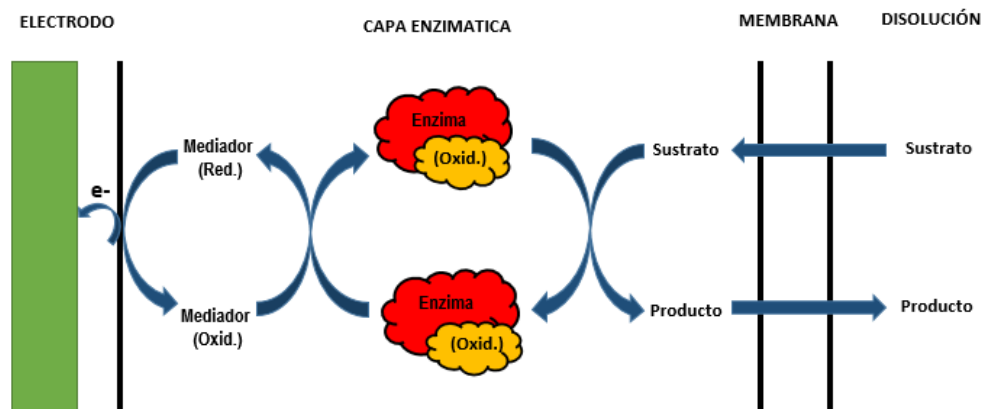 ELECTRODO
CAPA ENZIMATICA
MEMBRANA
DISOLUCIÓN
Enzima
(Oxid.)
Mediador
(Red.)
Sustrato
Sustrato
e-
Enzima
(Oxid.)
Mediador
(Oxid.)
Producto
Producto